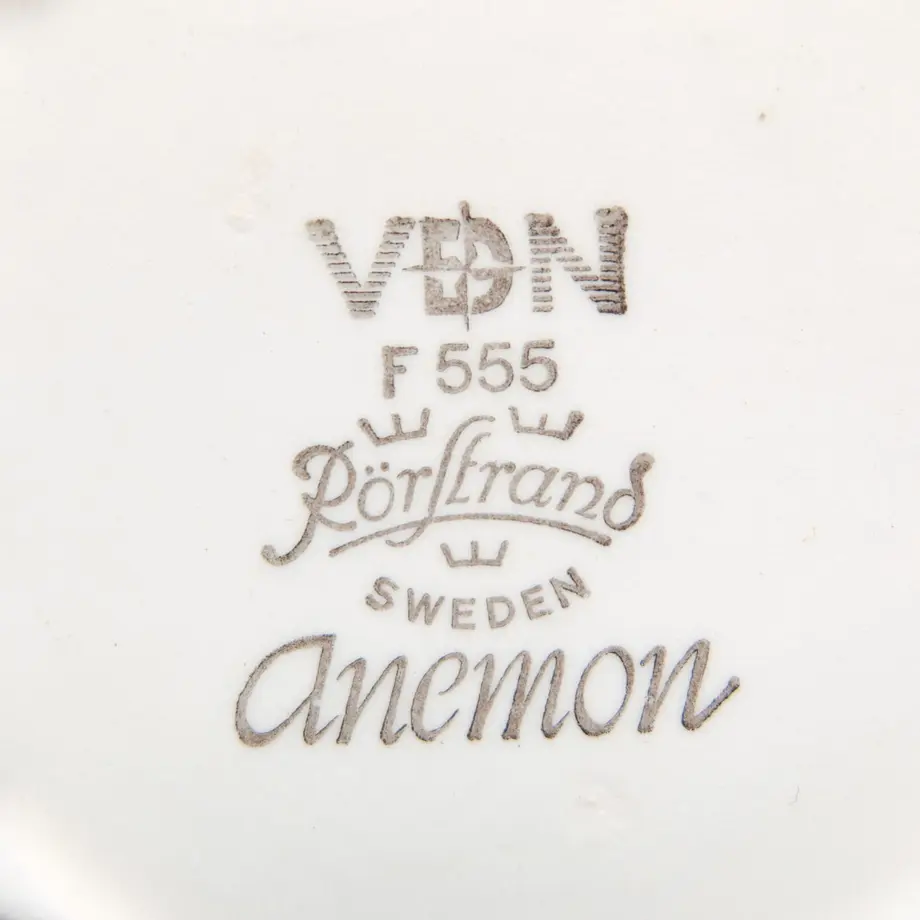 VDN
F 555
Rörstrand
SWEDEN
anemon